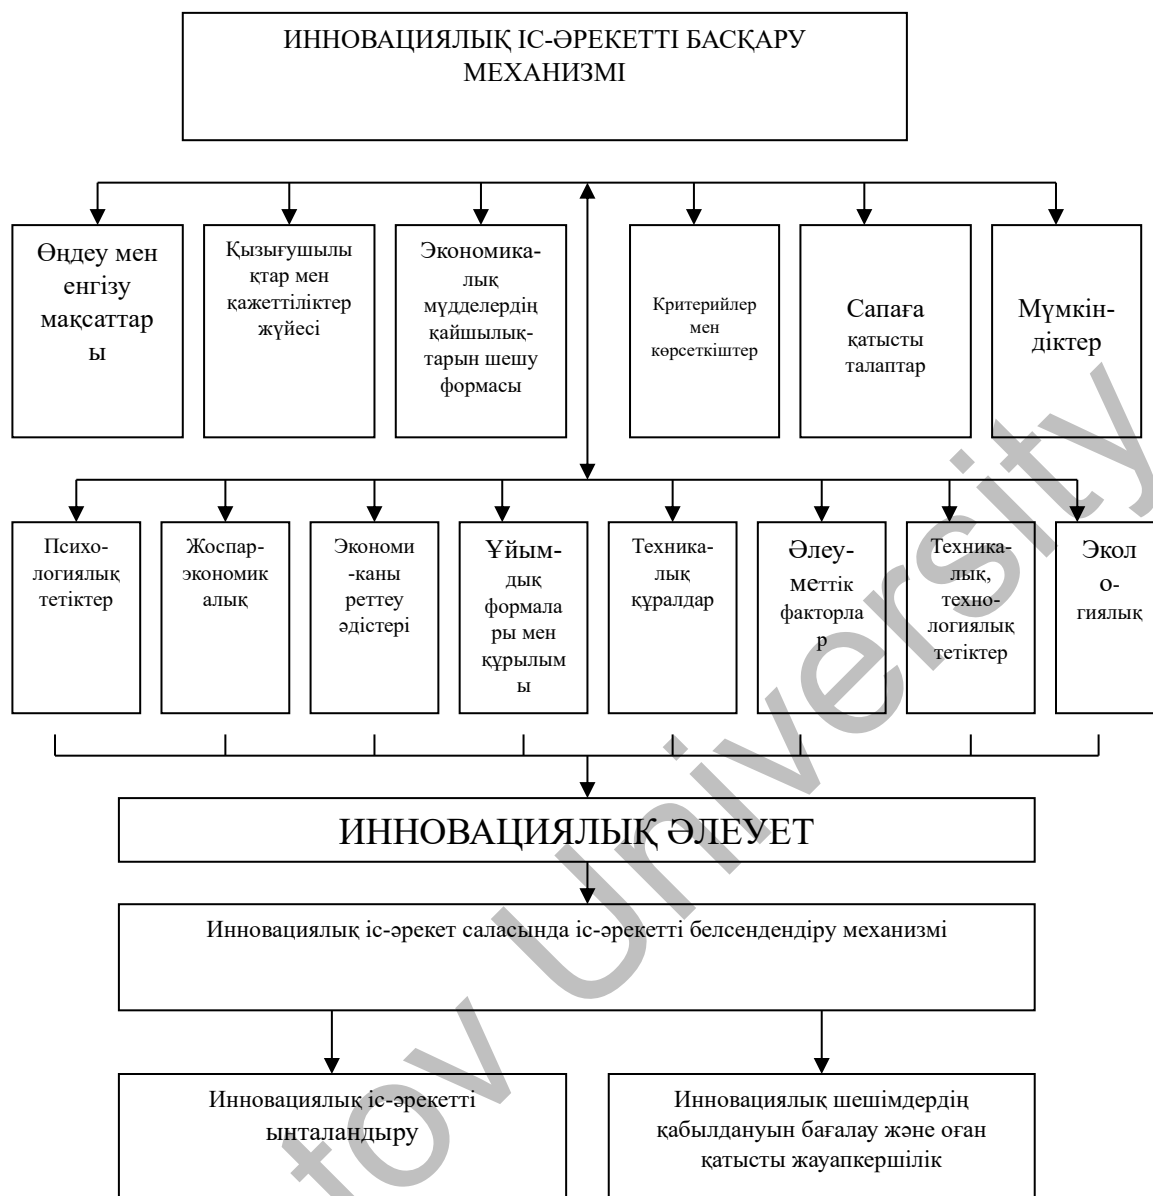 ИННОВАЦИЯЛЫҚ ІС-ӘРЕКЕТТІ БАСҚАРУ
МЕХАНИЗМІ
Өңдеу мен
енгізу
мақсаттар
ы
Қызығушылы
қтар мен
қажеттіліктер
жүйесі
Экономика-
лық
мүдделердің
қайшылық-
тарын шешу
формасы
Критерийлер
мен
көрсеткіштер
Сапаға
қатысты
талаптар
Мүмкін-
діктер
Психо-
логиялық
тетіктер
Жоспар-
экономик
алық
Экономи
-каны
реттеу
әдістері
Ұйым-
дық
формала
ры мен
құрылым
ы
Техника-
лық
құралдар
Әлеу-
меттік
факторла
р
Техника-
лық,
техно-
логиялық
тетіктер
Экол
о-
гиялық
ИННОВАЦИЯЛЫҚ ӘЛЕУЕТ
Инновациялық іс-әрекет саласында іс-әрекетті белсендендіру механизмі
Инновациялық іс-әрекетті
ынталандыру
Инновациялық шешімдердің
қабылдануын бағалау және оған
қатысты жауапкершілік
tov University